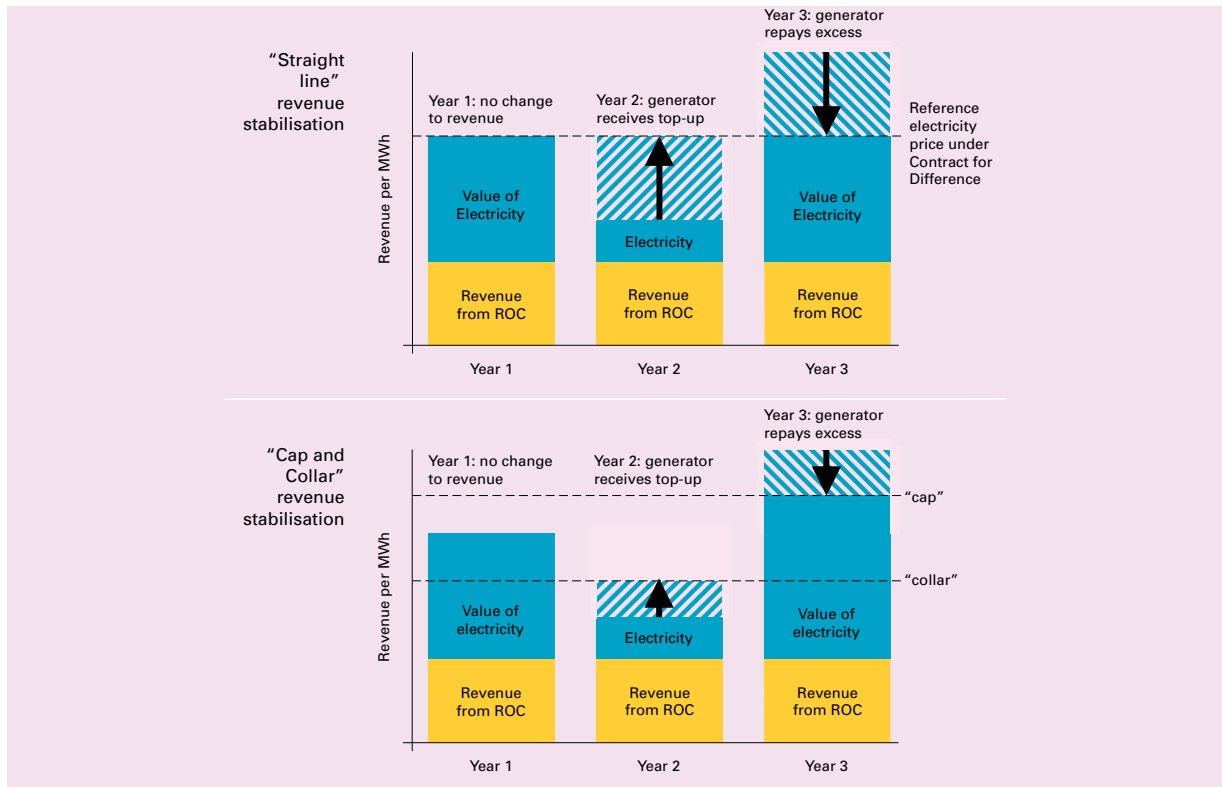 “Straight
line”
revenue
stabilisation
Revenue per MWh
Year 1: no change
to revenue
Year 2: generator
receives top-up
Year 3: generator
repays excess
Reference
electricity
price under
Contract for
Difference
Value of
Electricity
Electricity
Value of
Electricity
Revenue
from ROC
Revenue
from ROC
Revenue
from ROC
Year 1
Year 2
Year 3
“Cap and
Collar”
revenue
stabilisation
Revenue per MWh
Year 1: no change
to revenue
Year 2: generator
receives top-up
Year 3: generator
repays excess
“cap”
“collar”
Value of
electricity
Electricity
Value of
electricity
Revenue
from ROC
Revenue
from ROC
Revenue
from ROC
Year 1
Year 2
Year 3